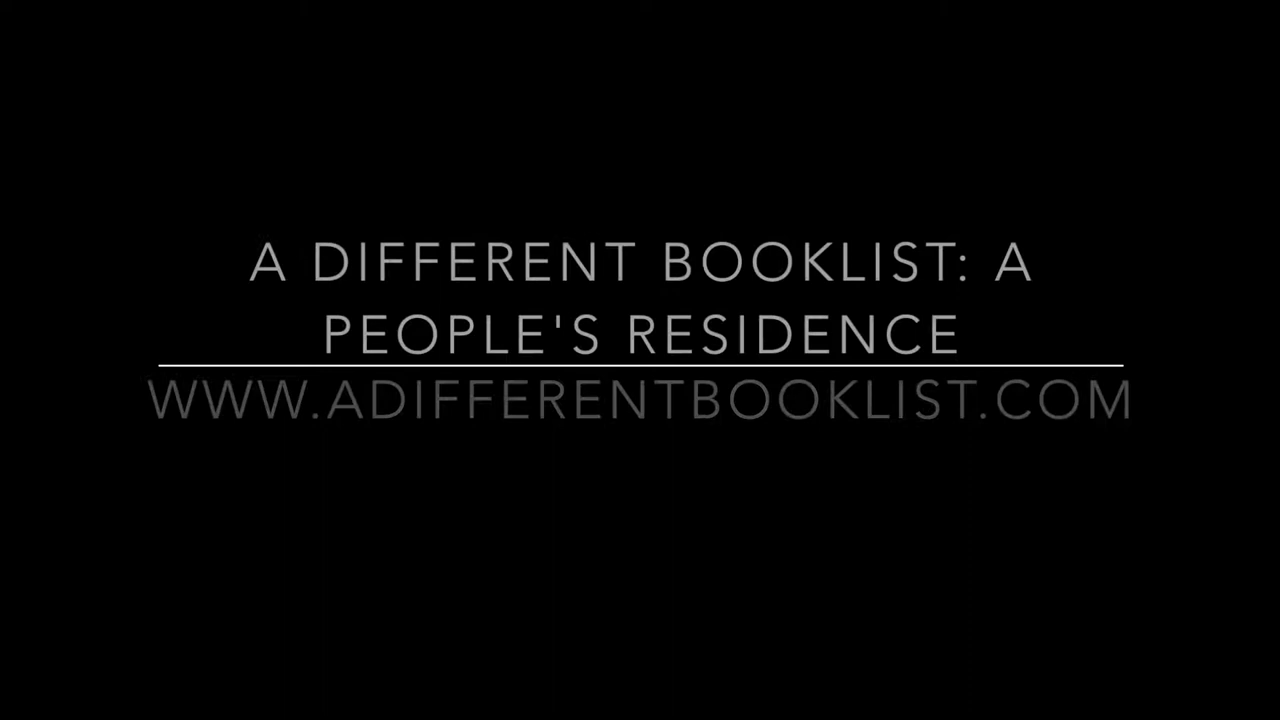 A DIFFERENT BOOKLIST: A
PEOPLE'S RESIDENCE
WWW.ADIFFERENTBOOKLIST.COM